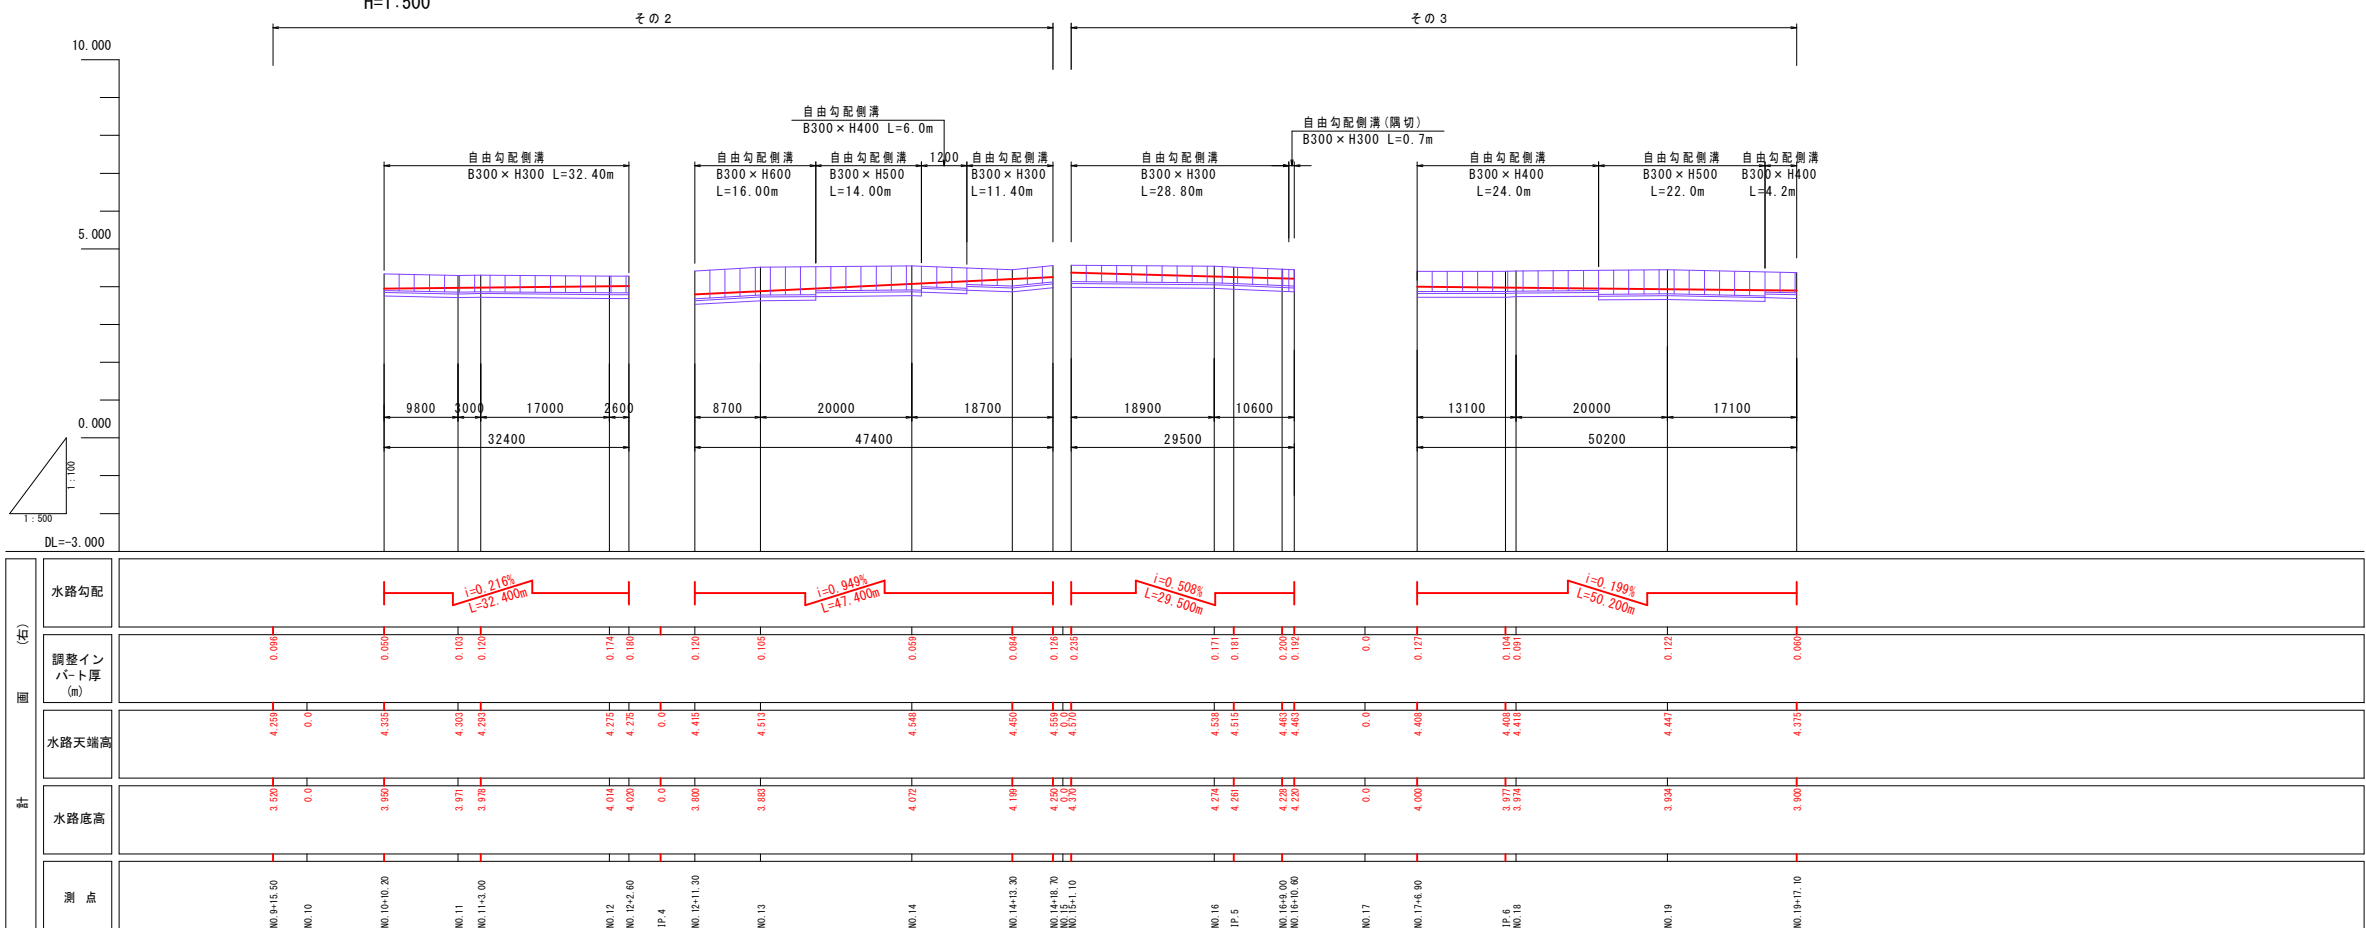 H=1:500
その2
その3
10.000
5.000
0.000
DL=-3.000
1:100
1:500
自由勾配側溝
B300×H300 L=32.40m
自由勾配側溝
B300×H600
L=16.00m
自由勾配側溝
B300×H500
L=14.00m
自由勾配側溝
B300×H400 L=6.0m
1200
自由勾配側溝
B300×H300
L=11.40m
自由勾配側溝
B300×H300
L=28.80m
自由勾配側溝(隅切)
B300×H300 L=0.7m
自由勾配側溝
B300×H400
L=24.0m
自由勾配側溝
B300×H500
L=22.0m
自由勾配側溝
B300×H400
L=4.2m
9800 3000 17000 2600
32400
8700 20000 18700
47400
18900 10600
29500
13100 20000 17100
50200
計 画 (右)
水路勾配
i=0.216%
L=32.400m
i=0.949%
L=47.400m
i=0.508%
L=29.500m
i=0.199%
L=50.200m
調整イン
バート厚
(m)
0.096 0.050 0.103 0.120 0.174 0.180 0.120 0.105 0.059 0.084 0.126 0.235 0.171 0.181 0.200 0.192 0.0 0.127 0.104 0.091 0.122 0.060
水路天端高
4.259 0.0 4.335 4.303 4.293 4.275 4.275 0.0 4.415 4.513 4.548 4.450 4.559 0.0 4.570 4.538 4.515 4.463 4.463 0.0 4.408 4.408 4.418 4.447 4.375
水路底高
3.520 0.0 3.950 3.971 3.978 4.014 4.020 0.0 3.800 3.883 4.072 4.199 4.250 0.0 4.370 4.274 4.261 4.228 4.220 0.0 4.000 3.977 3.974 3.934 3.900
測 点
NO.9+15.50 NO.10 NO.10+10.20 NO.11 NO.11+3.00 NO.12 NO.12+2.60 IP.4 NO.12+11.30 NO.13 NO.14 NO.14+13.30 NO.14+18.70 NO.15 NO.15+1.10 NO.16 IP.5 NO.16+9.00 NO.16+10.60 NO.17 NO.17+6.90 IP.6 NO.18 NO.19 NO.19+17.10